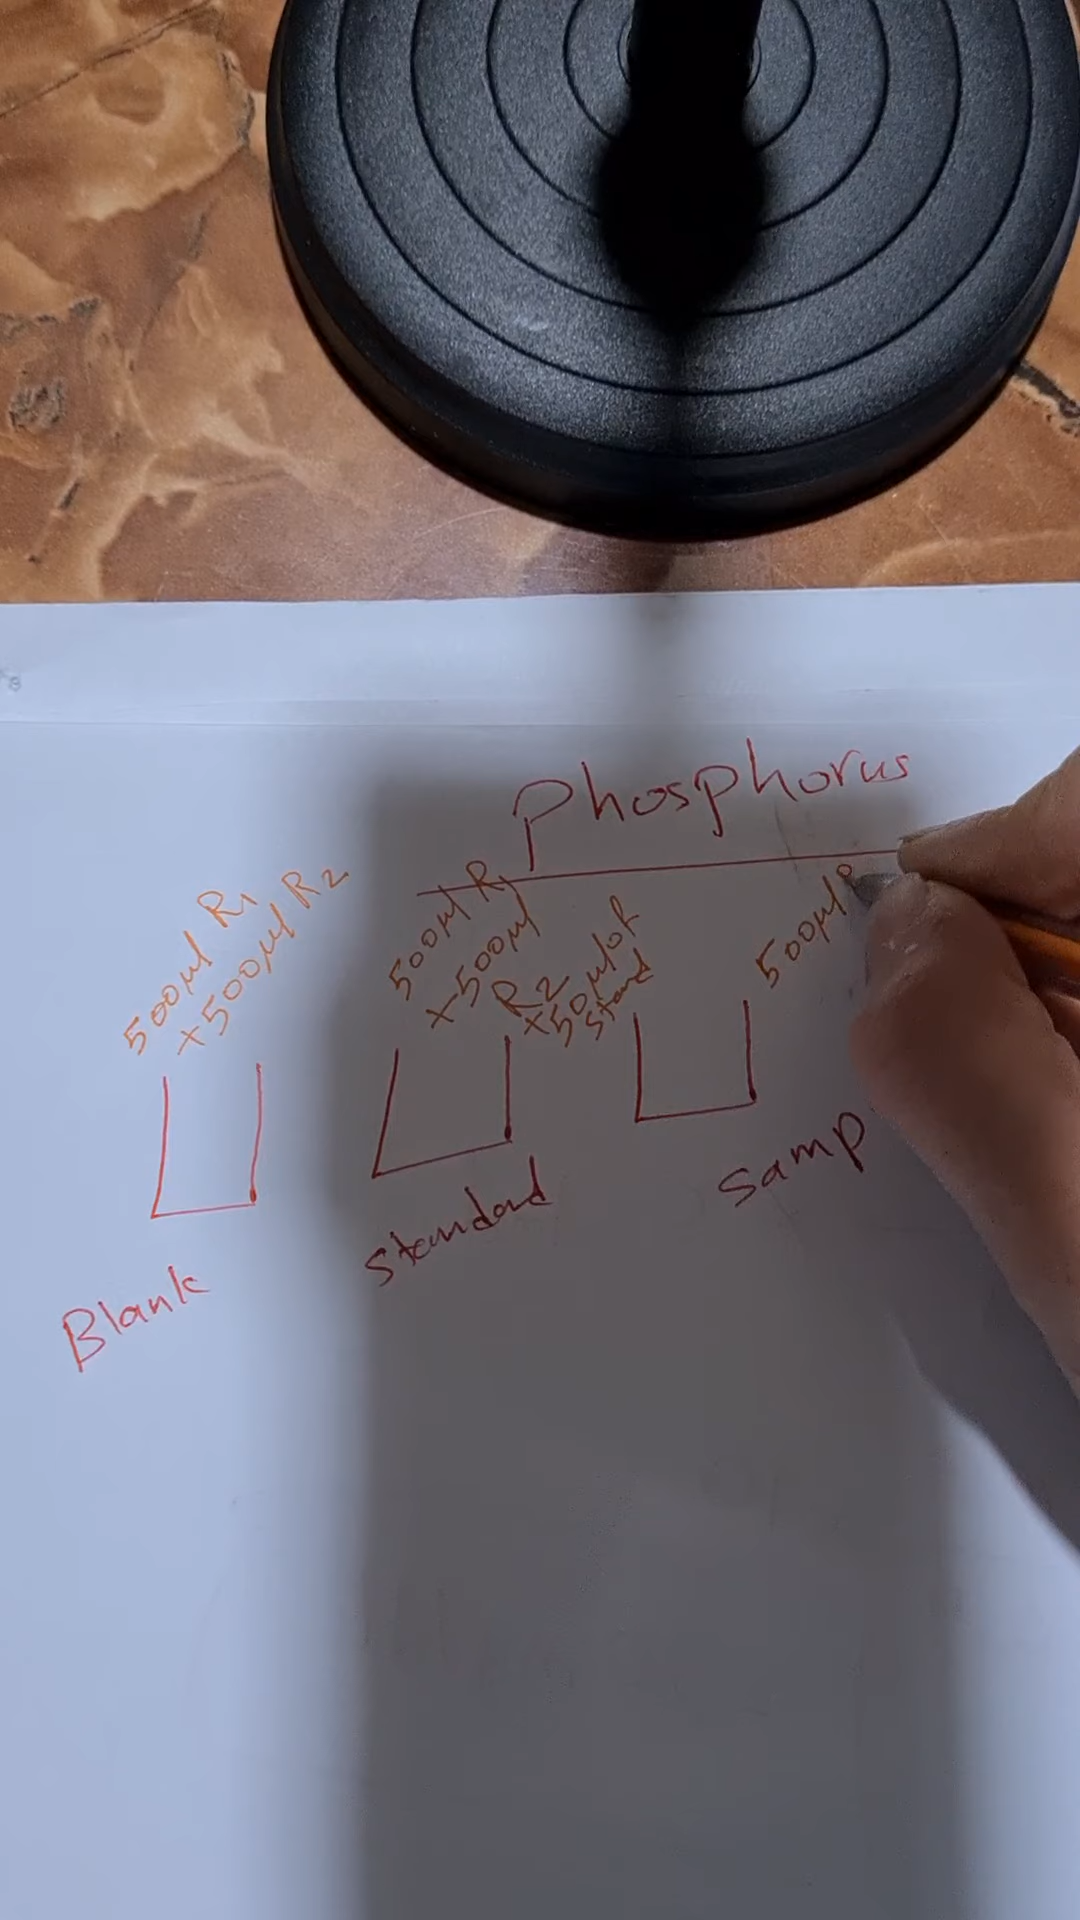 Phosphorus
500µl R1
+500µl R2
500µl R1
+500µl
R2
+50µl of
stand
500µl o
Blank
standard
samp